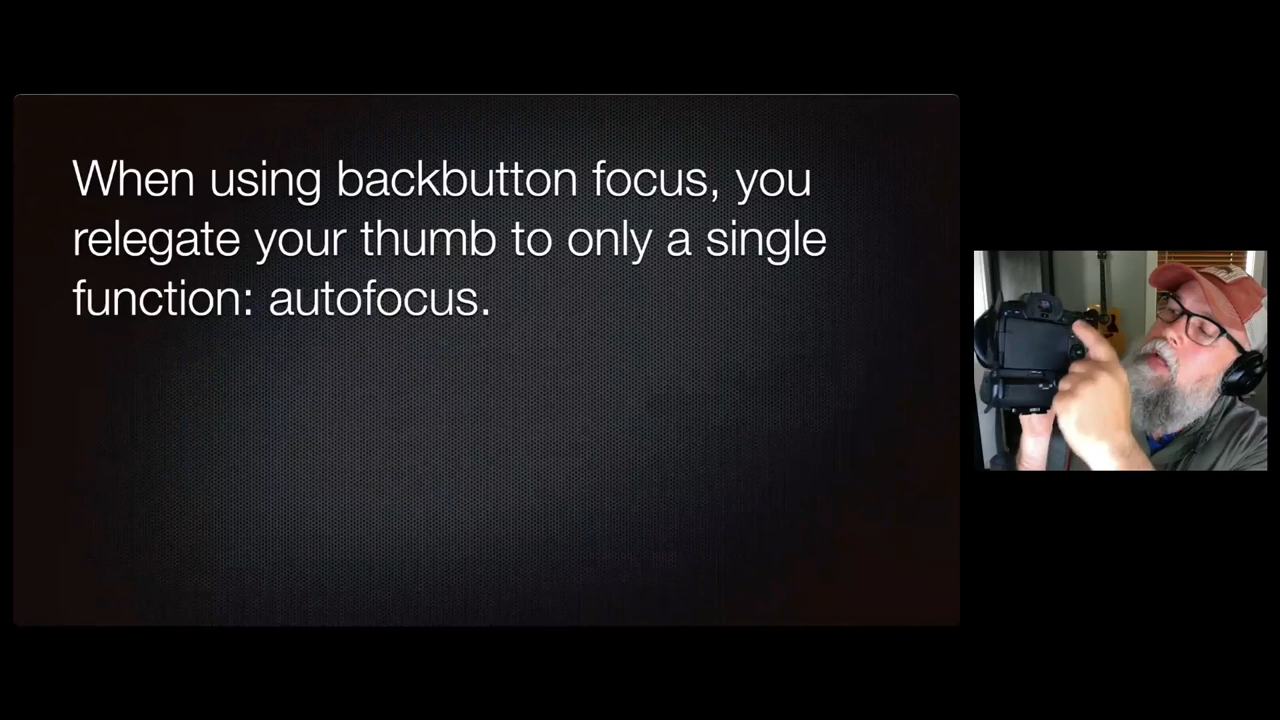 When using backbutton focus, you
relegate your thumb to only a single
function: autofocus.